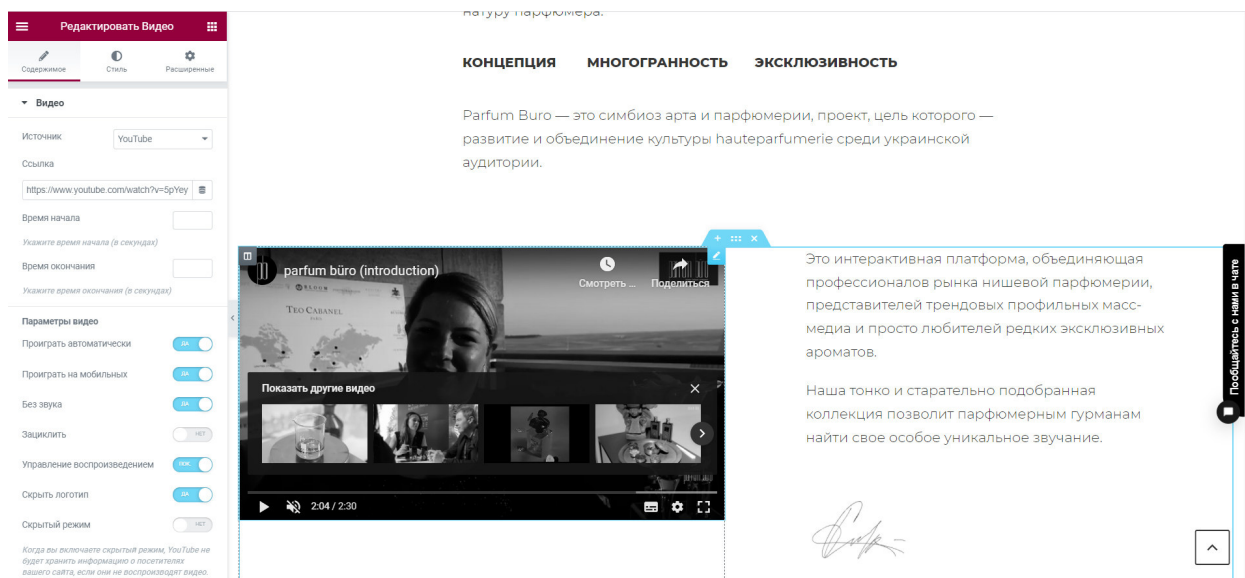 Редактировать Видео
Содержимое
Стиль
Расширенные
Видео
Источник
YouTube
Ссылка
https://www.youtube.com/watch?v=5pYey
Время начала
Укажите время начала (в секундах)
Время окончания
Укажите время окончания (в секундах)
Параметры видео
Проиграть автоматически
ДА
Проиграть на мобильных
ДА
Без звука
ДА
Зациклить
НЕТ
Управление воспроизведением
ПОК.
Скрыть логотип
ДА
Скрытый режим
НЕТ
Когда вы включаете скрытый режим, YouTube не
будет хранить информацию о посетителях
вашего сайта, если они не воспроизводят видео.
натуру парфюмера.
КОНЦЕПЦИЯ МНОГОГРАННОСТЬ ЭКСКЛЮЗИВНОСТЬ
Parfum Buro — это симбиоз арта и парфюмерии, проект, цель которого —
развитие и объединение культуры hauteparfumerie среди украинской
аудитории.
parfum büro (introduction)
Смотреть ...
Поделиться
TEO CABANEL
PARIS
Показать другие видео
2:04 / 2:30
Это интерактивная платформа, объединяющая
профессионалов рынка нишевой парфюмерии,
представителей трендовых профильных масс-
медиа и просто любителей редких эксклюзивных
ароматов.
Наша тонко и старательно подобранная
коллекция позволит парфюмерным гурманам
найти свое особое уникальное звучание.
Пообщайтесь с нами в чате